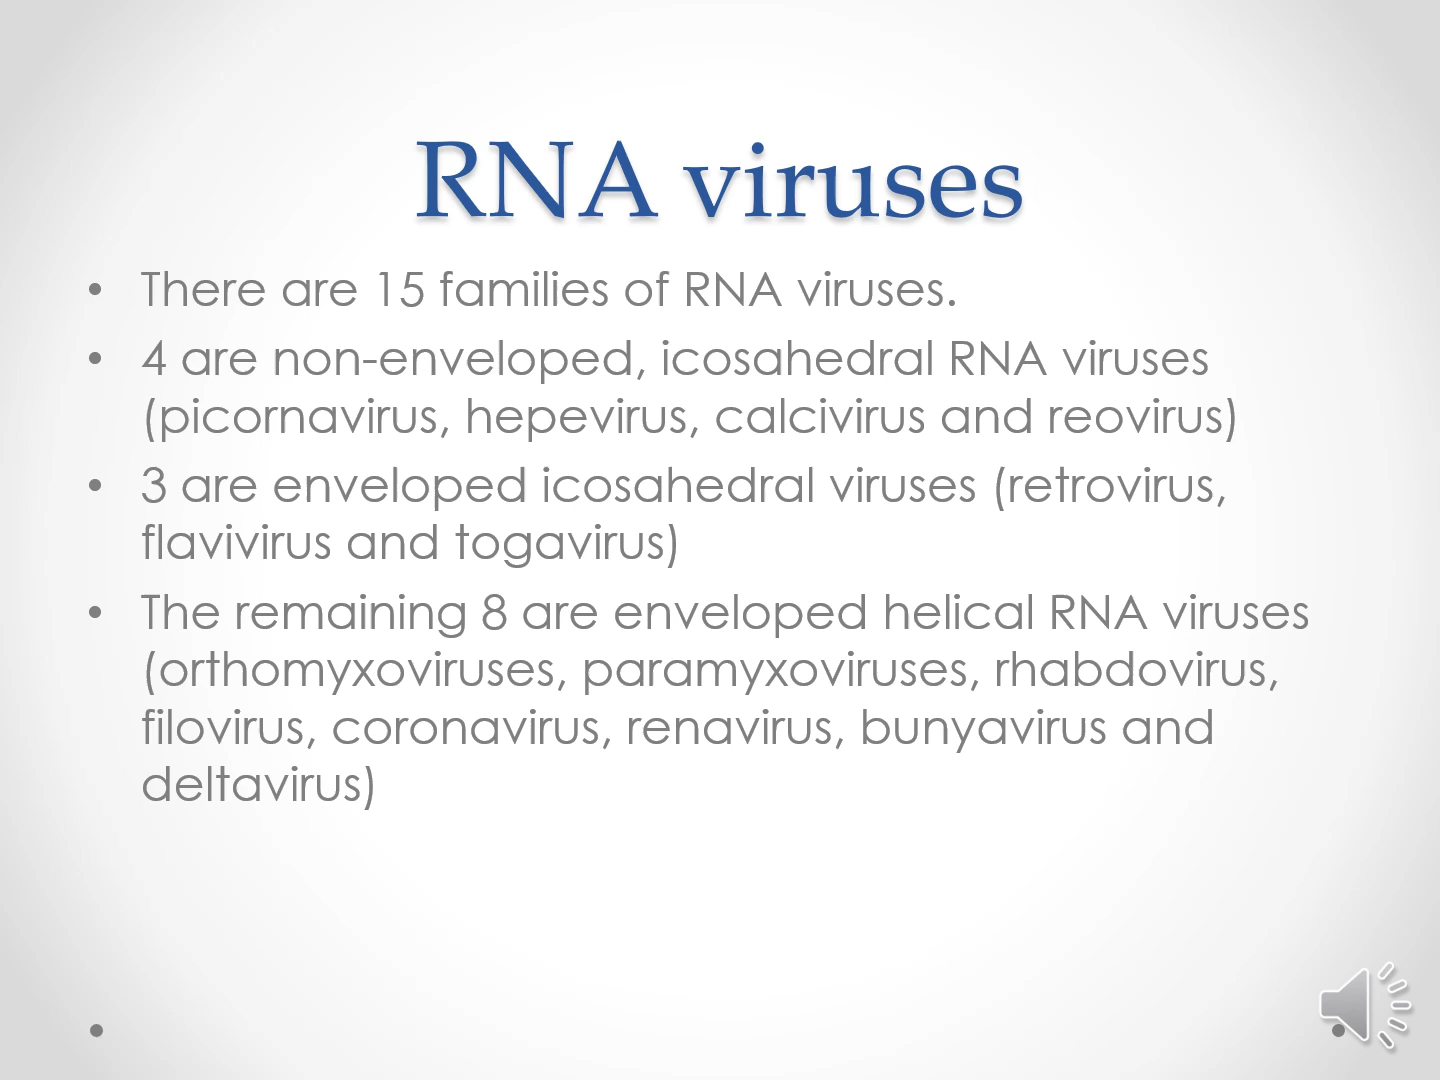 RNA viruses
• There are 15 families of RNA viruses.
• 4 are non-enveloped, icosahedral RNA viruses
(picornavirus, hepevirus, calcivirus and reovirus)
• 3 are enveloped icosahedral viruses (retrovirus,
flavivirus and togavirus)
• The remaining 8 are enveloped helical RNA viruses
(orthomyxoviruses, paramyxoviruses, rhabdovirus,
filovirus, coronavirus, renavirus, bunyavirus and
deltavirus)